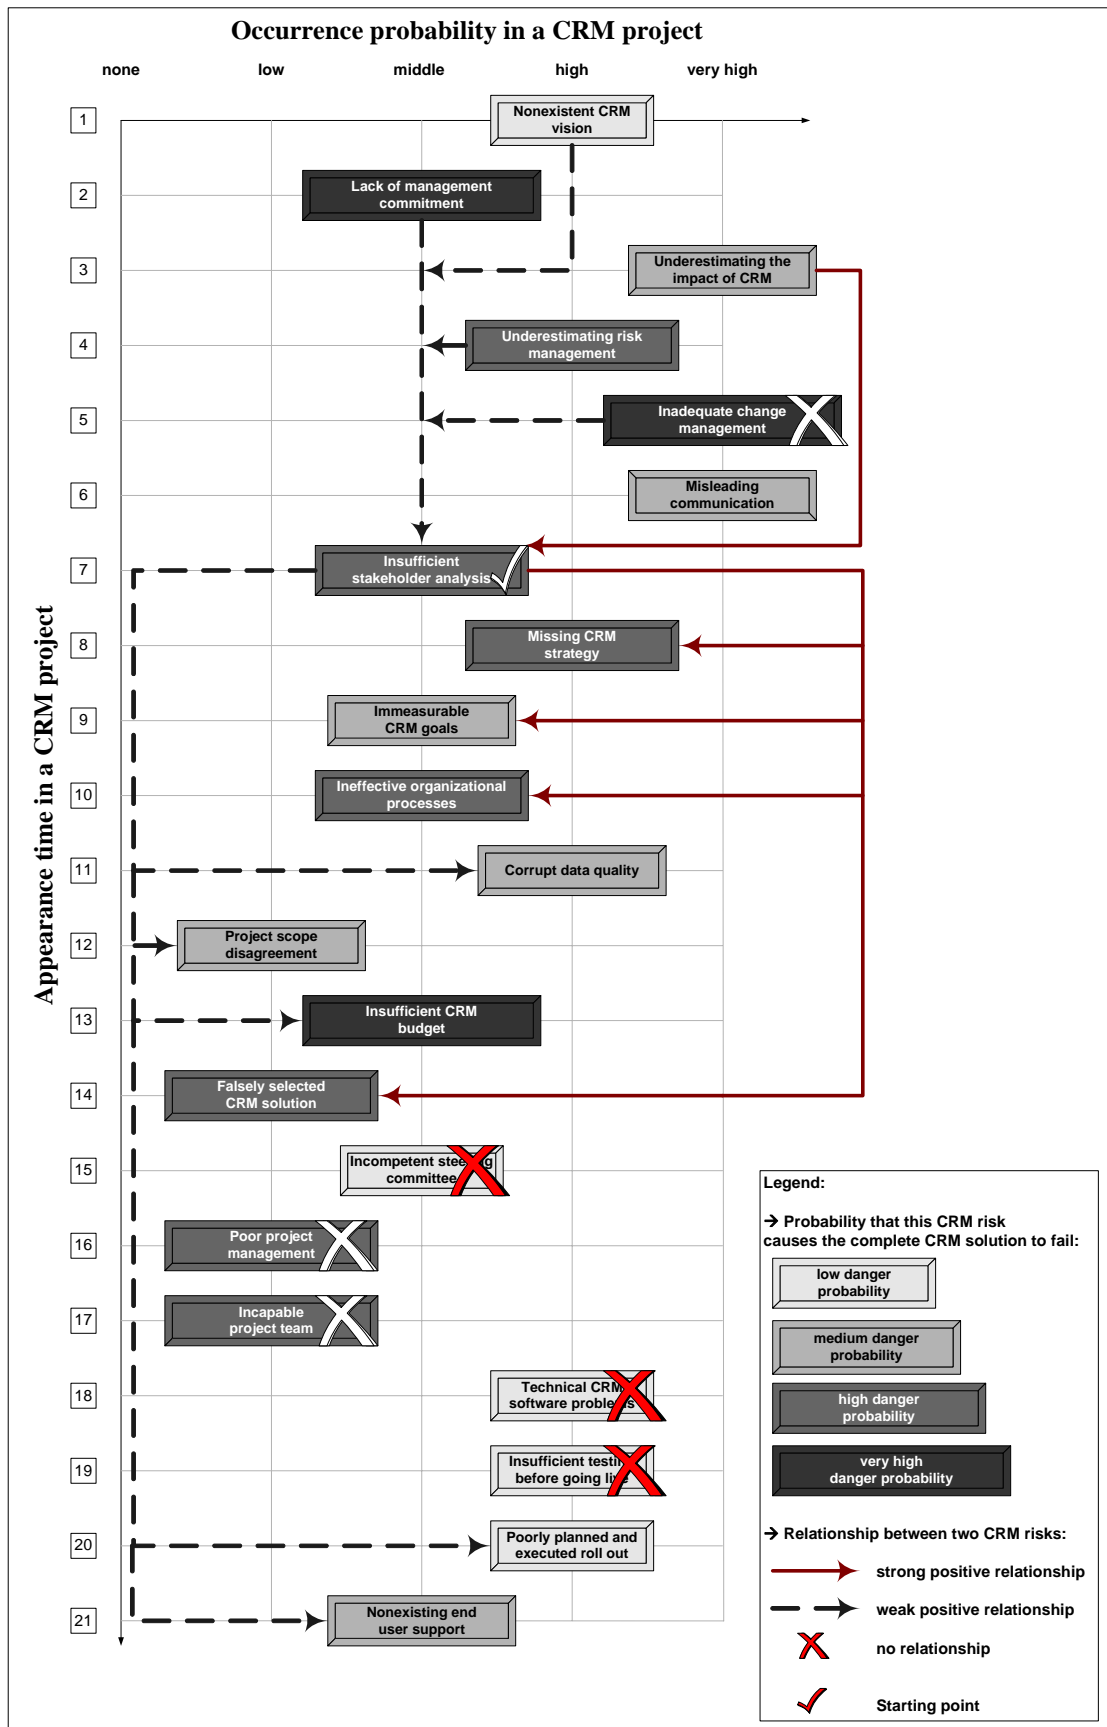 Occurrence probability in a CRM project
none low middle high very high
Appearance time in a CRM project
1
Nonexistent CRM
vision
2
Lack of management
commitment
3
Underestimating the
impact of CRM
4
Underestimating risk
management
5
Inadequate change
management
6
Misleading
communication
7
Insufficient
stakeholder analysis
8
Missing CRM
strategy
9
Immeasurable
CRM goals
10
Ineffective organizational
processes
11
Corrupt data quality
12
Project scope
disagreement
13
Insufficient CRM
budget
14
Falsely selected
CRM solution
15
Incompetent steering
committee
16
Poor project
management
17
Incapable
project team
18
Technical CRM
software problems
19
Insufficient testing
before going live
20
Poorly planned and
executed roll out
21
Nonexisting end
user support
Legend:
→ Probability that this CRM risk
causes the complete CRM solution to fail:
low danger
probability
medium danger
probability
high danger
probability
very high
danger probability
→ Relationship between two CRM risks:
strong positive relationship
weak positive relationship
no relationship
Starting point